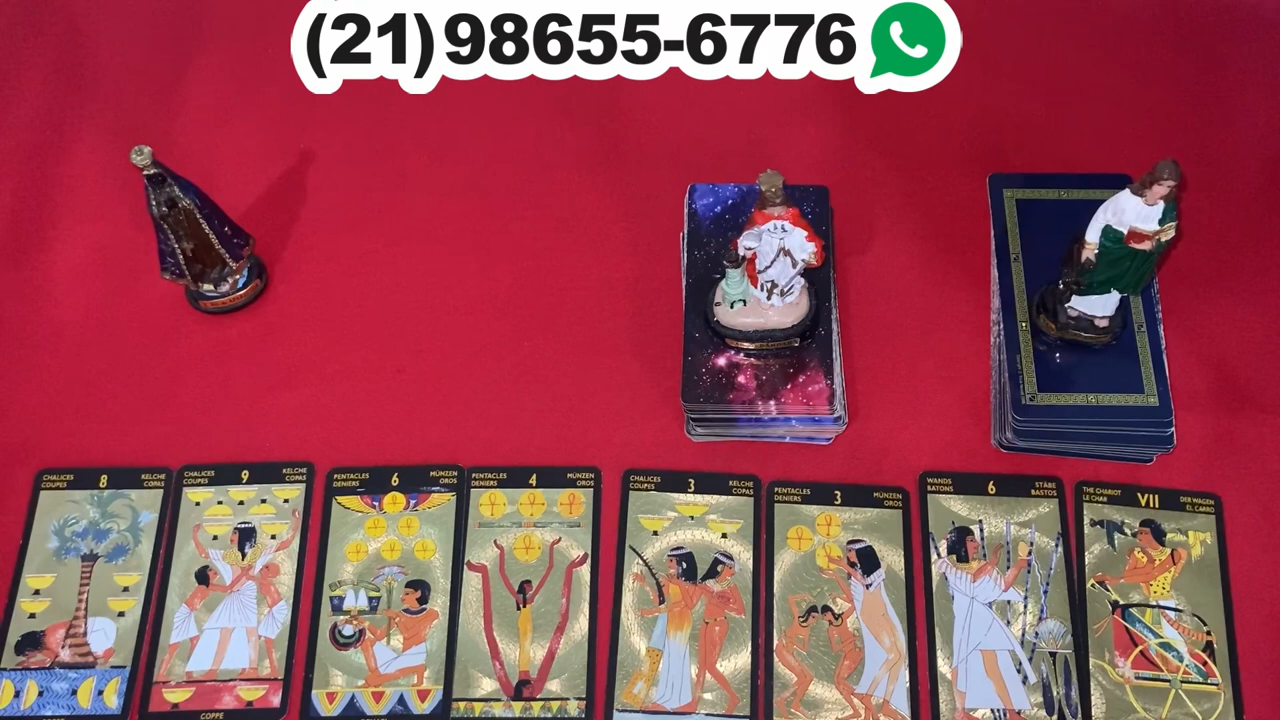 (21)98655-6776
CHALICES 8 KELCHE
COUPES COPAS
CHALICES 9 KELCHE
COUPES COPAS
PENTACLES 6 MÜNZEN
DENIERS OROS
PENTACLES 4 MÜNZEN
DENIERS OROS
CHALICES 3 KELCHE
COUPES COPAS
PENTACLES 3 MÜNZEN
DENIERS OROS
WANDS 6 STÄBE
BATONS BASTOS
THE CHARIOT VII DER WAGEN
LE CHAR EL CARRO
COPPE